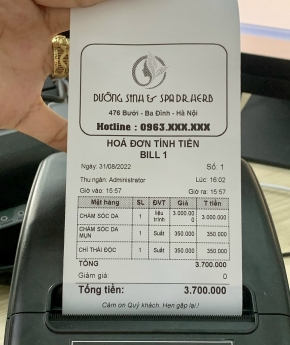 DƯỠNG SINH & SPA DR.HERB
476 Bưởi - Ba Đình - Hà Nội
Hotline : 0963.XXX.XXX
HOÁ ĐƠN TÍNH TIỀN
BILL 1
Ngày: 31/08/2022 Số: 1
Thu ngân: Administrator Lúc: 16:02
Giờ vào: 15:57 Giờ ra: 15:57
Mặt hàng SL ĐVT Giá T tiền
CHĂM SÓC DA 1 liệu trình 3.000.000 3.000.000
CHĂM SÓC DA MỤN 1 Suất 350.000 350.000
CHÌ THẢI ĐỘC 1 Suất 350.000 350.000
TỔNG 3.700.000
Giảm giá: 0
Tổng tiền: 3.700.000
Cảm ơn Quý khách. Hẹn gặp lại!